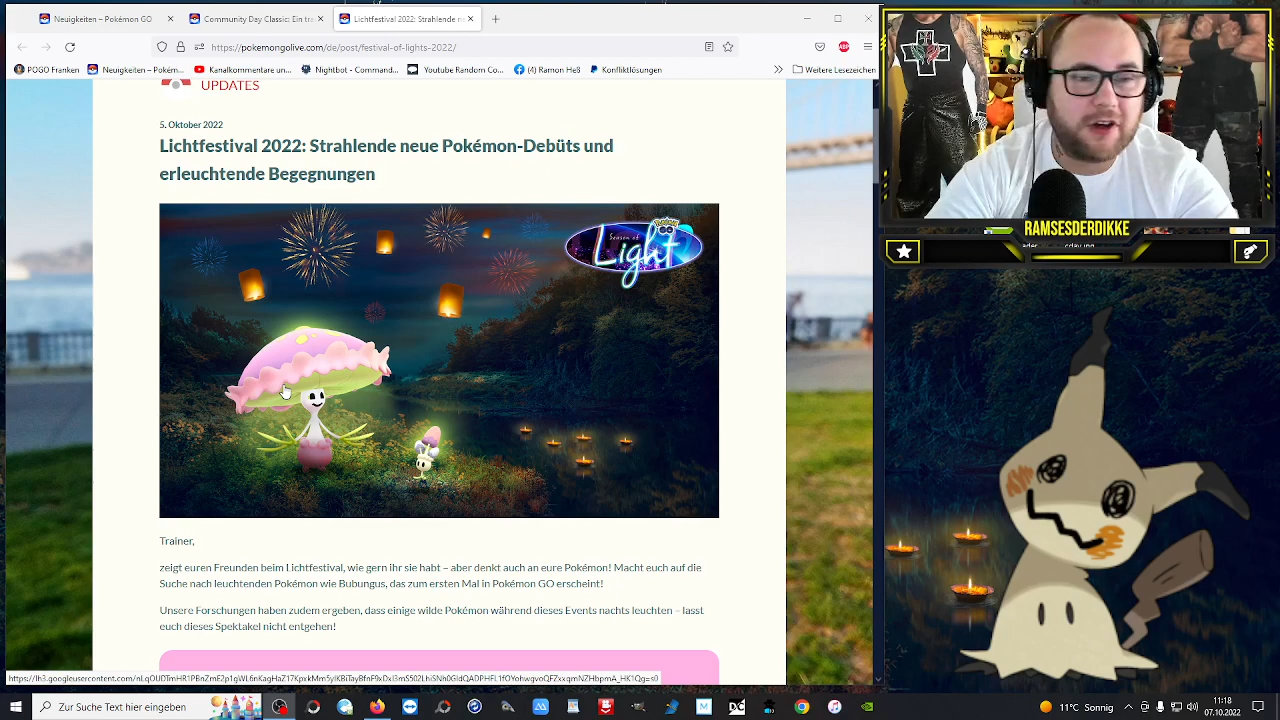 Neuigkeiten – Pokémon GO
Community Day: Ein tra
Lichtfestival 2022: Strahlende ne
https://pokemongolive.com/de/post/festival-of-lights-2022/
POGO Franken
Neuigkeiten – Pokém...
Kanalkommentare un...
Nightbot - Command...
Youtube Random Co...
(4) Ramon Heß
Konfliktlösungen
Weitere Lesezeichen
UPDATES
5. Oktober 2022
Lichtfestival 2022: Strahlende neue Pokémon-Debüts und
erleuchtende Begegnungen
Pokémon GO
Season of
Light
Trainer,
zeigt euren Freunden beim Lichtfestival, wie gern ihr sie habt – aber denkt auch an eure Pokémon! Macht euch auf die
Suche nach leuchtenden Pokémon wie Bubungus, das zum ersten Mal in Pokémon GO erscheint!
Unsere Forschungen haben zudem ergeben, dass einige wilde Pokémon während dieses Events nachts leuchten – lasst
euch dieses Spektakel nicht entgehen!
RAMSESDERDIKKE
Zur Suche Text hier eingeben
11°C Sonnig
11:18
07.10.2022